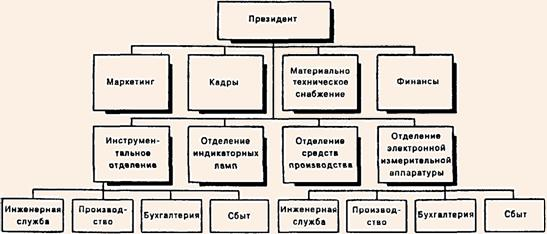 Президент
Маркетинг
Кадры
Материально
техническое
снабжение
Финансы
Инструмен-
тальное
отделение
Отделение
индикаторных
ламп
Отделение
средств
производства
Отделение
электронной
измерительной
аппаратуры
Инженерная
служба
Производ-
ство
Бухгалтерия
Сбыт
Инженерная
служба
Производ-
ство
Бухгалтерия
Сбыт